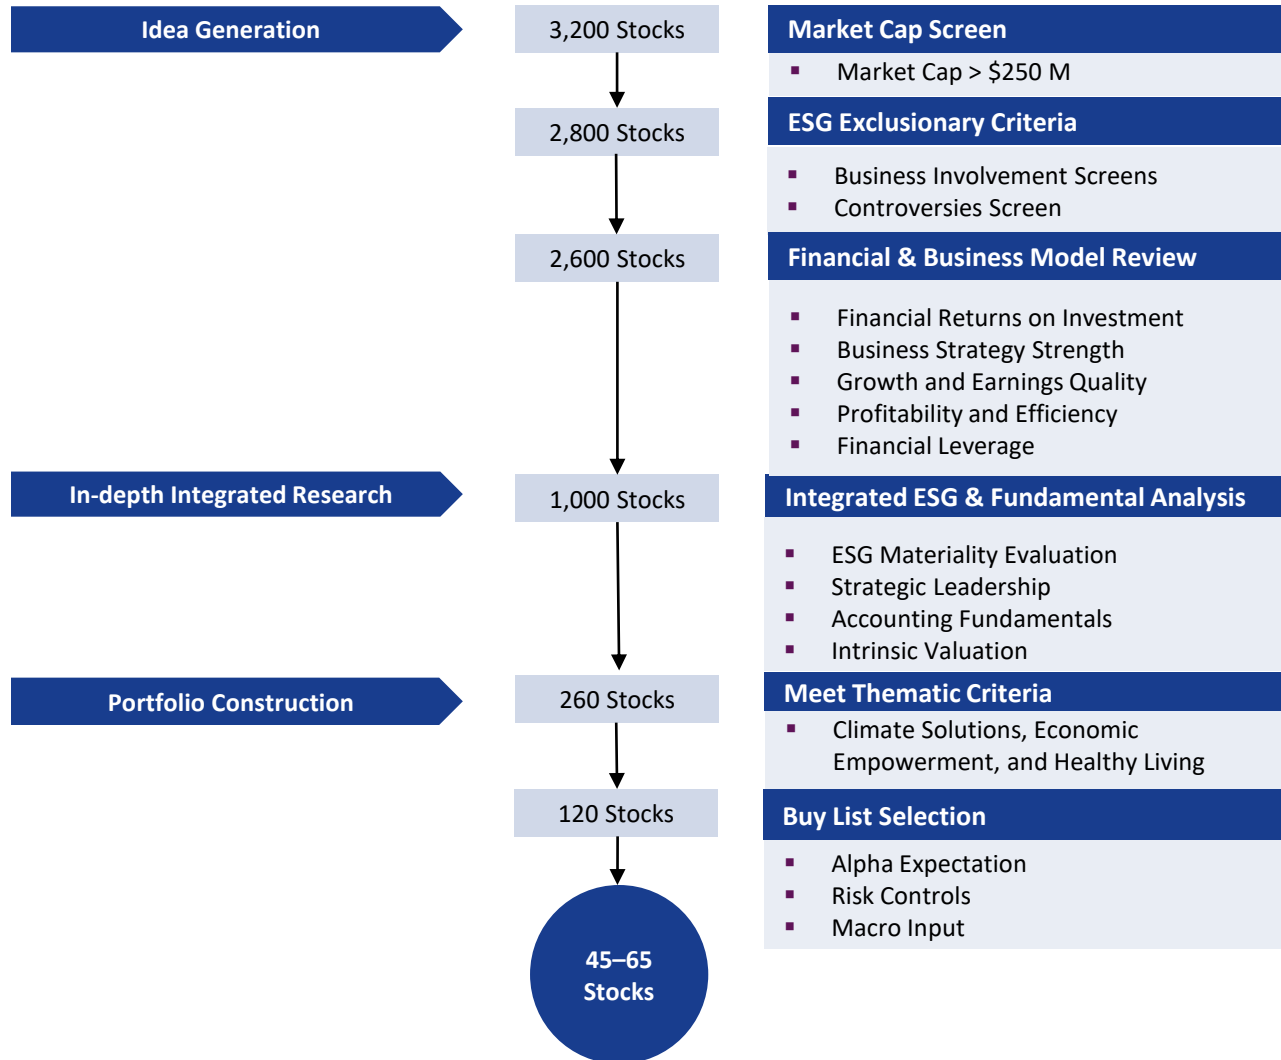 Idea Generation
3,200 Stocks
Market Cap Screen
▪ Market Cap > $250 M
2,800 Stocks
ESG Exclusionary Criteria
▪ Business Involvement Screens
▪ Controversies Screen
2,600 Stocks
Financial & Business Model Review
▪ Financial Returns on Investment
▪ Business Strategy Strength
▪ Growth and Earnings Quality
▪ Profitability and Efficiency
▪ Financial Leverage
In-depth Integrated Research
1,000 Stocks
Integrated ESG & Fundamental Analysis
▪ ESG Materiality Evaluation
▪ Strategic Leadership
▪ Accounting Fundamentals
▪ Intrinsic Valuation
Portfolio Construction
260 Stocks
Meet Thematic Criteria
▪ Climate Solutions, Economic
Empowerment, and Healthy Living
120 Stocks
Buy List Selection
▪ Alpha Expectation
▪ Risk Controls
▪ Macro Input
45–65
Stocks